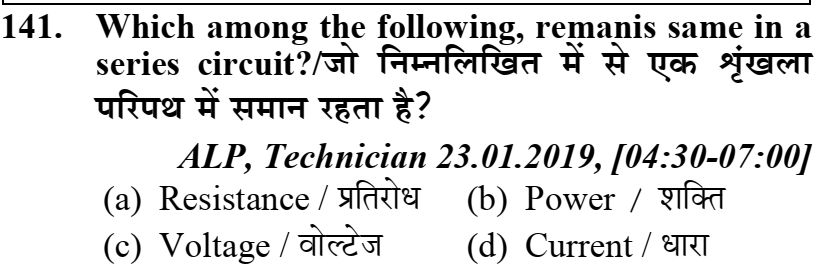 141. Which among the following, remanis same in a
series circuit?/जो निम्नलिखित में से एक शृंखला
परिपथ में समान रहता है?
ALP, Technician 23.01.2019, [04:30-07:00]
(a) Resistance / प्रतिरोध (b) Power / शक्ति
(c) Voltage / वोल्टेज (d) Current / धारा